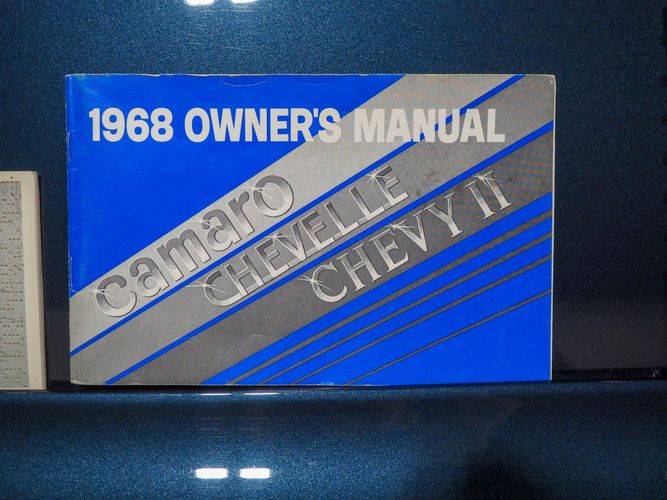 1968 OWNER'S MANUAL
camaro
CHEVELLE
CHEVY II